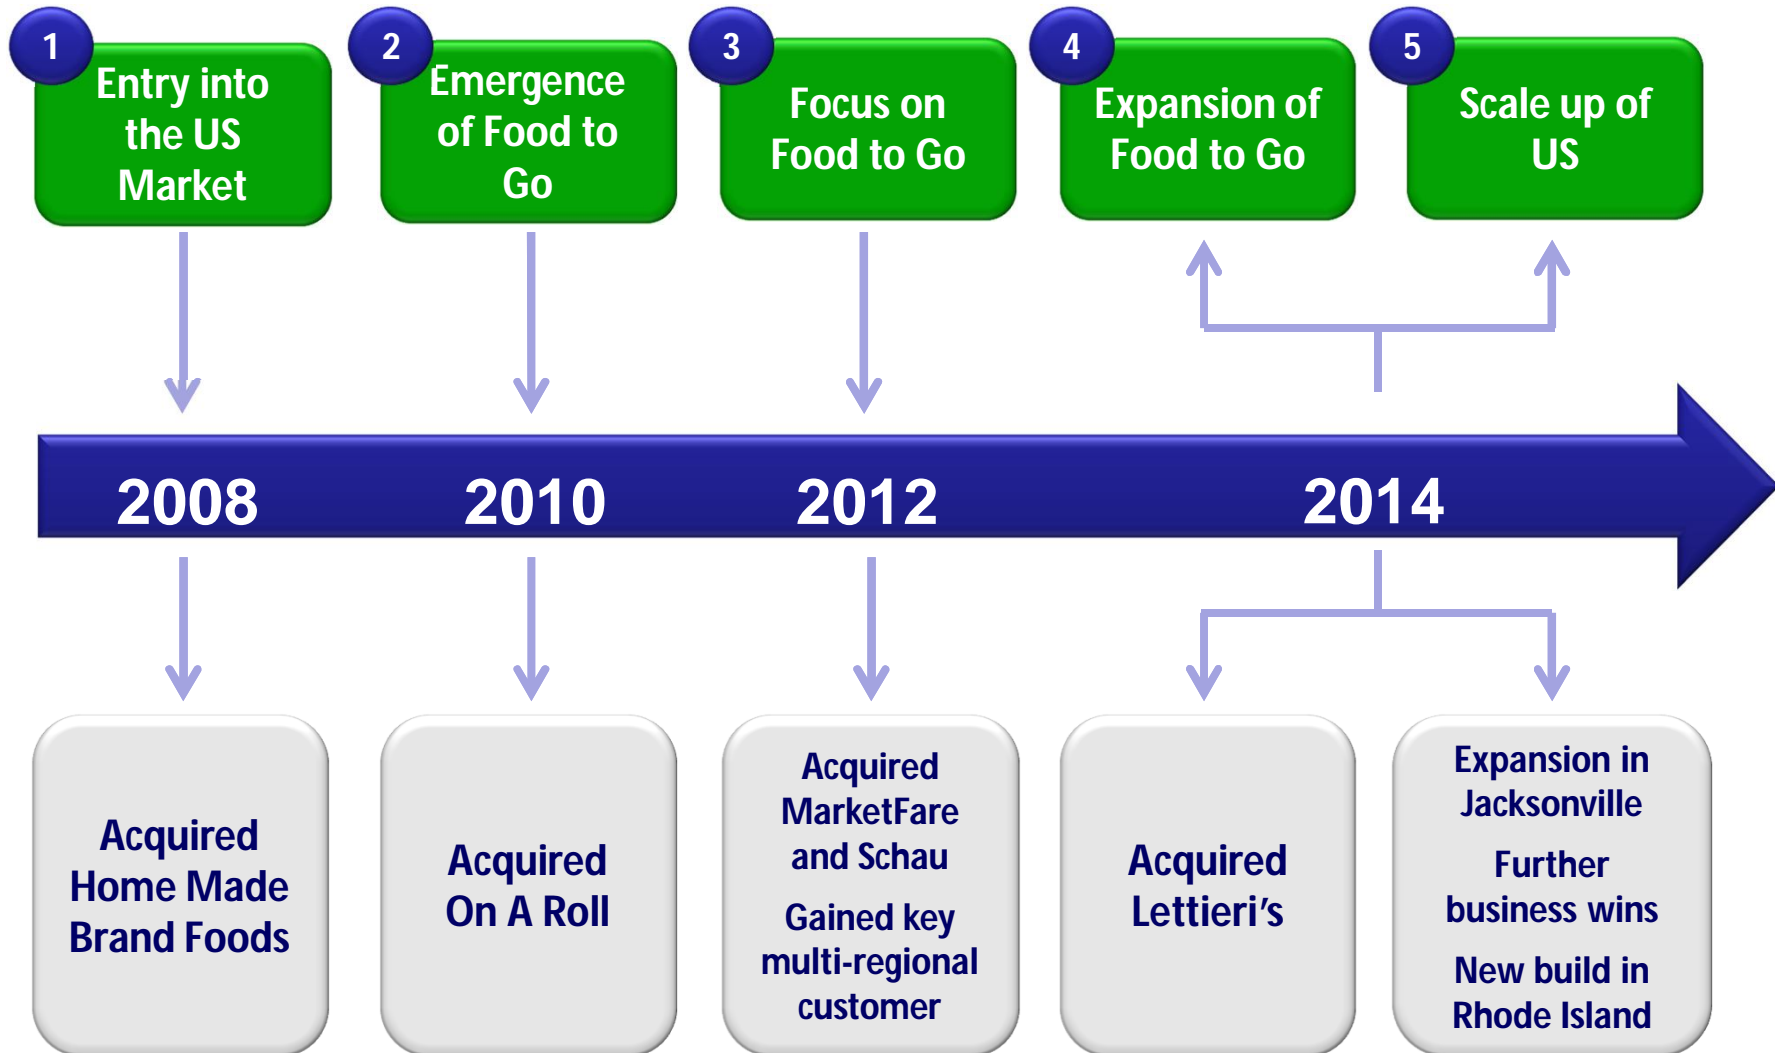 1
Entry into
the US
Market
2
Emergence
of Food to
Go
3
Focus on
Food to Go
4
Expansion of
Food to Go
5
Scale up of
US
2008
2010
2012
2014
Acquired
Home Made
Brand Foods
Acquired
On A Roll
Acquired
MarketFare
and Schau
Gained key
multi-regional
customer
Acquired
Lettieri’s
Expansion in
Jacksonville
Further
business wins
New build in
Rhode Island